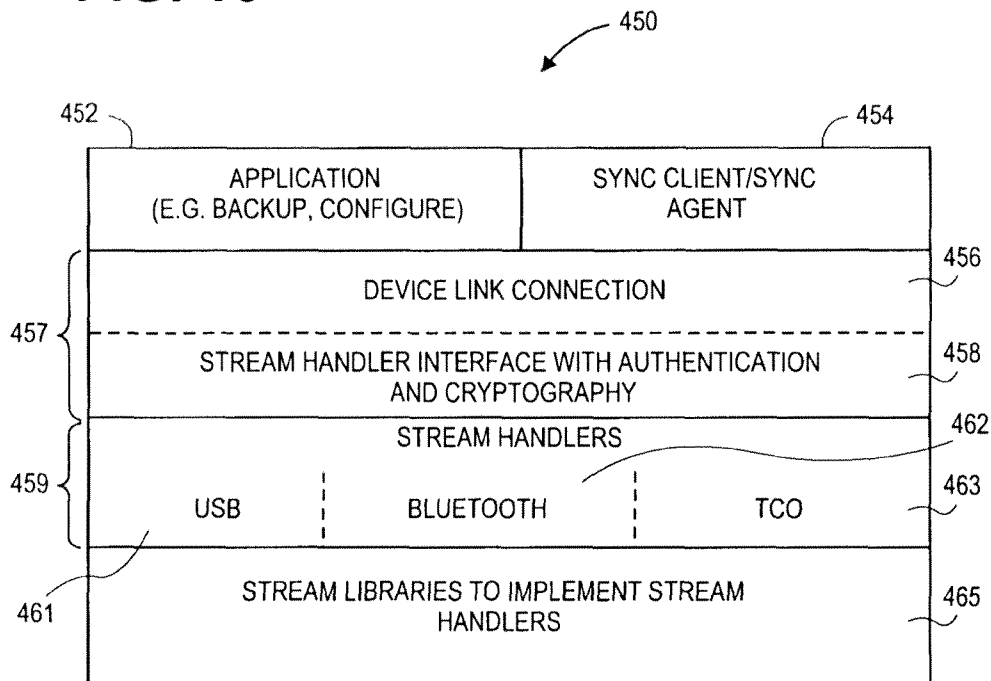 450
452
454
APPLICATION
(E.G. BACKUP, CONFIGURE)
SYNC CLIENT/SYNC
AGENT
456
DEVICE LINK CONNECTION
457
STREAM HANDLER INTERFACE WITH AUTHENTICATION
AND CRYPTOGRAPHY
458
STREAM HANDLERS
462
459
USB
BLUETOOTH
TCO
463
461
STREAM LIBRARIES TO IMPLEMENT STREAM
HANDLERS
465